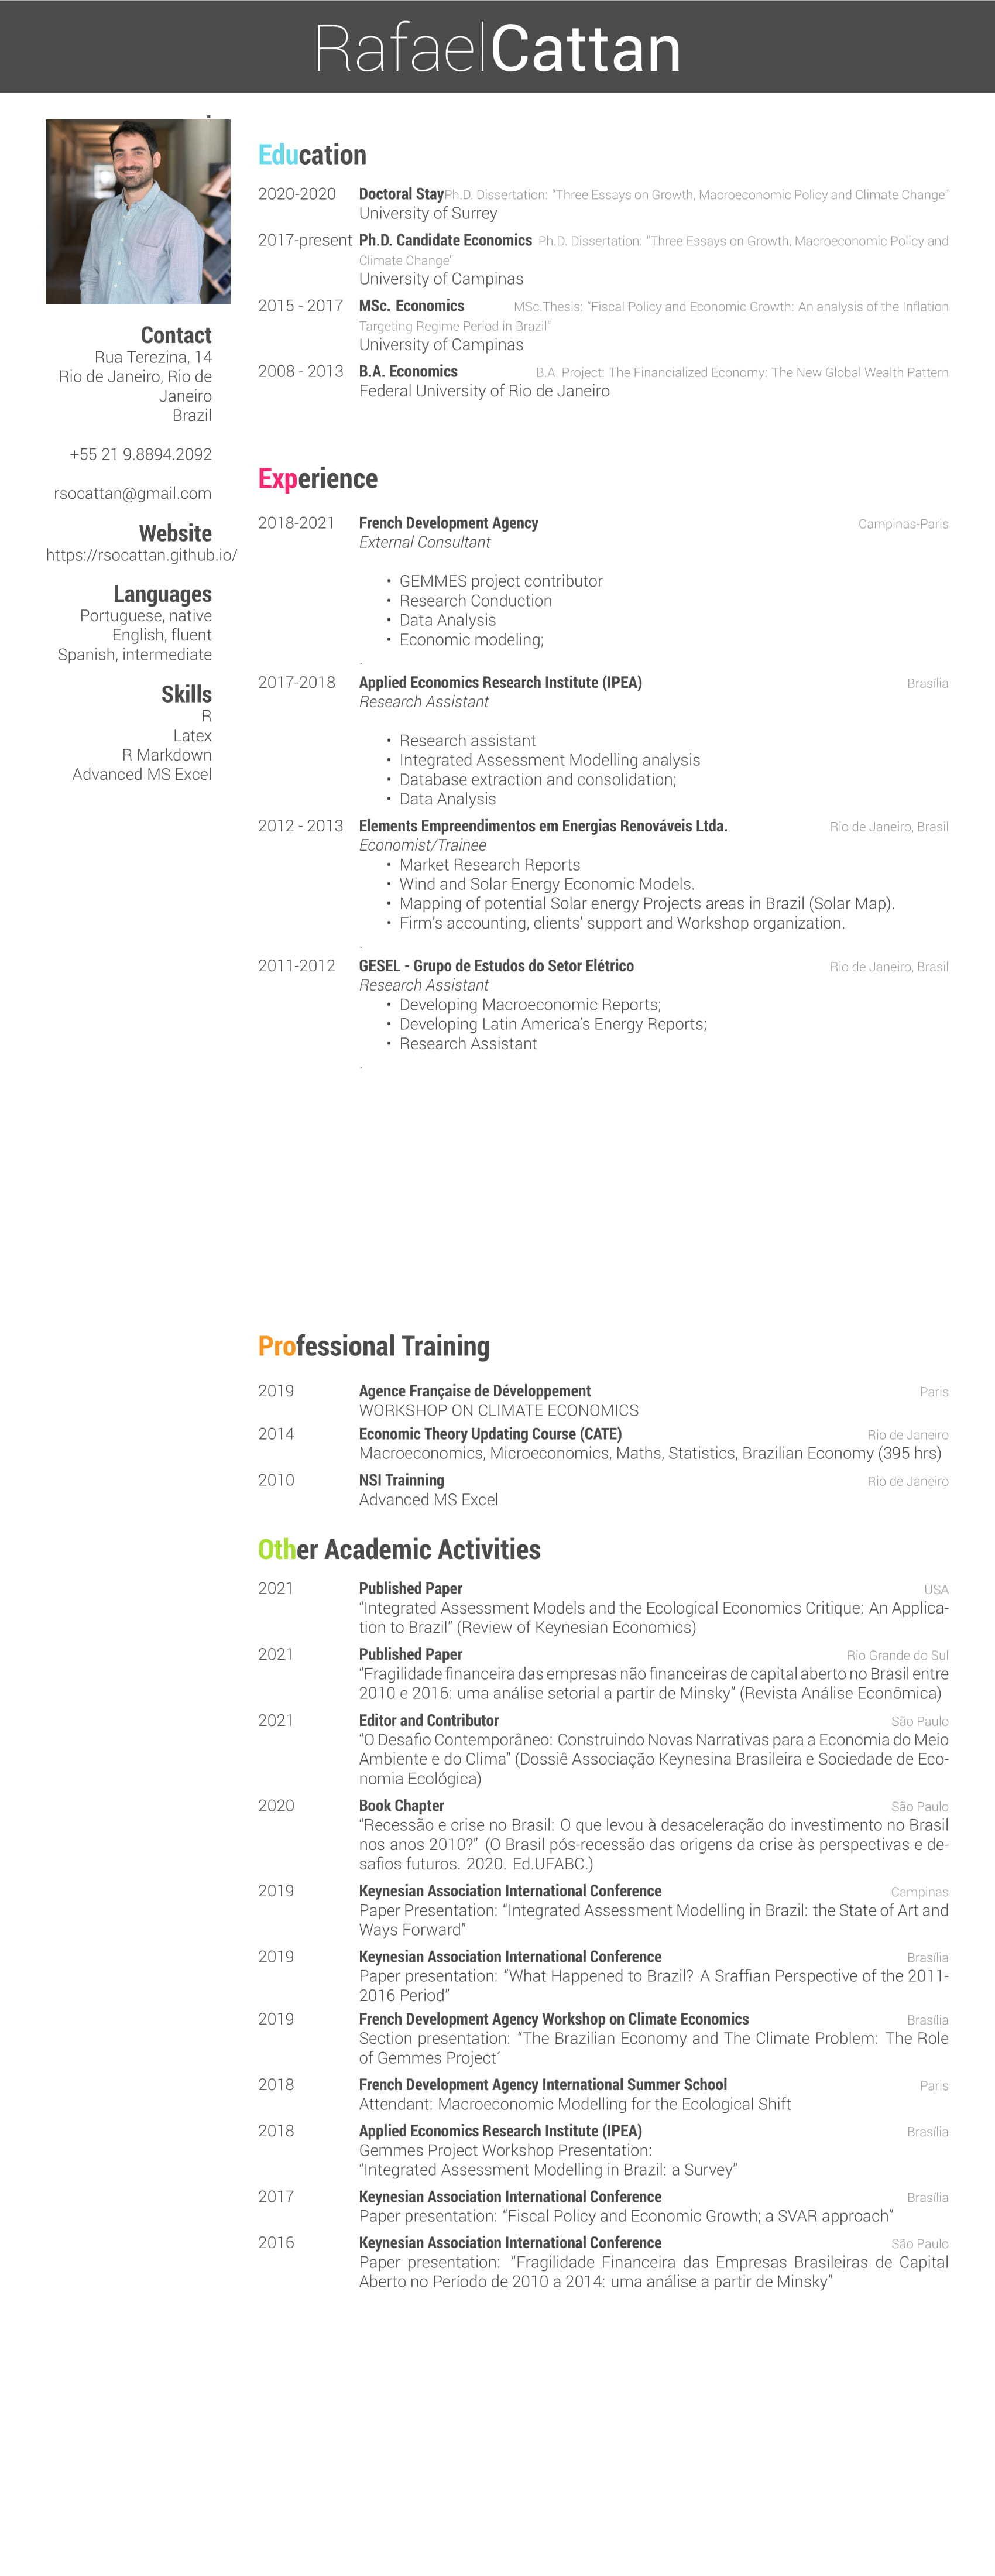 Rafael|Cattan
.
Contact
Rua Terezina, 14
Rio de Janeiro, Rio de
Janeiro
Brazil
+55 21 9.8894.2092
rsocattan@gmail.com
Website
https://rsocattan.github.io/
Languages
Portuguese, native
English, fluent
Spanish, intermediate
Skills
R
Latex
R Markdown
Advanced MS Excel
Education
2020-2020 Doctoral Stay Ph.D. Dissertation: “Three Essays on Growth, Macroeconomic Policy and Climate Change”
University of Surrey
2017-present Ph.D. Candidate Economics Ph.D. Dissertation: “Three Essays on Growth, Macroeconomic Policy and
Climate Change”
University of Campinas
2015 - 2017 MSc. Economics MSc.Thesis: “Fiscal Policy and Economic Growth: An analysis of the Inflation
Targeting Regime Period in Brazil”
University of Campinas
2008 - 2013 B.A. Economics B.A. Project: The Financialized Economy: The New Global Wealth Pattern
Federal University of Rio de Janeiro
Experience
2018-2021 French Development Agency Campinas-Paris
External Consultant
• GEMMES project contributor
• Research Conduction
• Data Analysis
• Economic modeling;
.
2017-2018 Applied Economics Research Institute (IPEA) Brasília
Research Assistant
• Research assistant
• Integrated Assessment Modelling analysis
• Database extraction and consolidation;
• Data Analysis
2012 - 2013 Elements Empreendimentos em Energias Renováveis Ltda. Rio de Janeiro, Brasil
Economist/Trainee
• Market Research Reports
• Wind and Solar Energy Economic Models.
• Mapping of potential Solar energy Projects areas in Brazil (Solar Map).
• Firm’s accounting, clients’ support and Workshop organization.
.
2011-2012 GESEL - Grupo de Estudos do Setor Elétrico Rio de Janeiro, Brasil
Research Assistant
• Developing Macroeconomic Reports;
• Developing Latin America’s Energy Reports;
• Research Assistant
.
Professional Training
2019 Agence Française de Développement Paris
WORKSHOP ON CLIMATE ECONOMICS
2014 Economic Theory Updating Course (CATE) Rio de Janeiro
Macroeconomics, Microeconomics, Maths, Statistics, Brazilian Economy (395 hrs)
2010 NSI Trainning Rio de Janeiro
Advanced MS Excel
Other Academic Activities
2021 Published Paper USA
“Integrated Assessment Models and the Ecological Economics Critique: An Applica-
tion to Brazil” (Review of Keynesian Economics)
2021 Published Paper Rio Grande do Sul
“Fragilidade financeira das empresas não financeiras de capital aberto no Brasil entre
2010 e 2016: uma análise setorial a partir de Minsky” (Revista Análise Econômica)
2021 Editor and Contributor São Paulo
“O Desafio Contemporâneo: Construindo Novas Narrativas para a Economia do Meio
Ambiente e do Clima” (Dossiê Associação Keynesina Brasileira e Sociedade de Eco-
nomia Ecológica)
2020 Book Chapter São Paulo
“Recessão e crise no Brasil: O que levou à desaceleração do investimento no Brasil
nos anos 2010?” (O Brasil pós-recessão das origens da crise às perspectivas e de-
safios futuros. 2020. Ed.UFABC.)
2019 Keynesian Association International Conference Campinas
Paper Presentation: “Integrated Assessment Modelling in Brazil: the State of Art and
Ways Forward”
2019 Keynesian Association International Conference Brasília
Paper presentation: “What Happened to Brazil? A Sraffian Perspective of the 2011-
2016 Period”
2019 French Development Agency Workshop on Climate Economics Brasília
Section presentation: “The Brazilian Economy and The Climate Problem: The Role
of Gemmes Project´
2018 French Development Agency International Summer School Paris
Attendant: Macroeconomic Modelling for the Ecological Shift
2018 Applied Economics Research Institute (IPEA) Brasília
Gemmes Project Workshop Presentation:
“Integrated Assessment Modelling in Brazil: a Survey”
2017 Keynesian Association International Conference Brasília
Paper presentation: “Fiscal Policy and Economic Growth; a SVAR approach”
2016 Keynesian Association International Conference São Paulo
Paper presentation: “Fragilidade Financeira das Empresas Brasileiras de Capital
Aberto no Período de 2010 a 2014: uma análise a partir de Minsky”